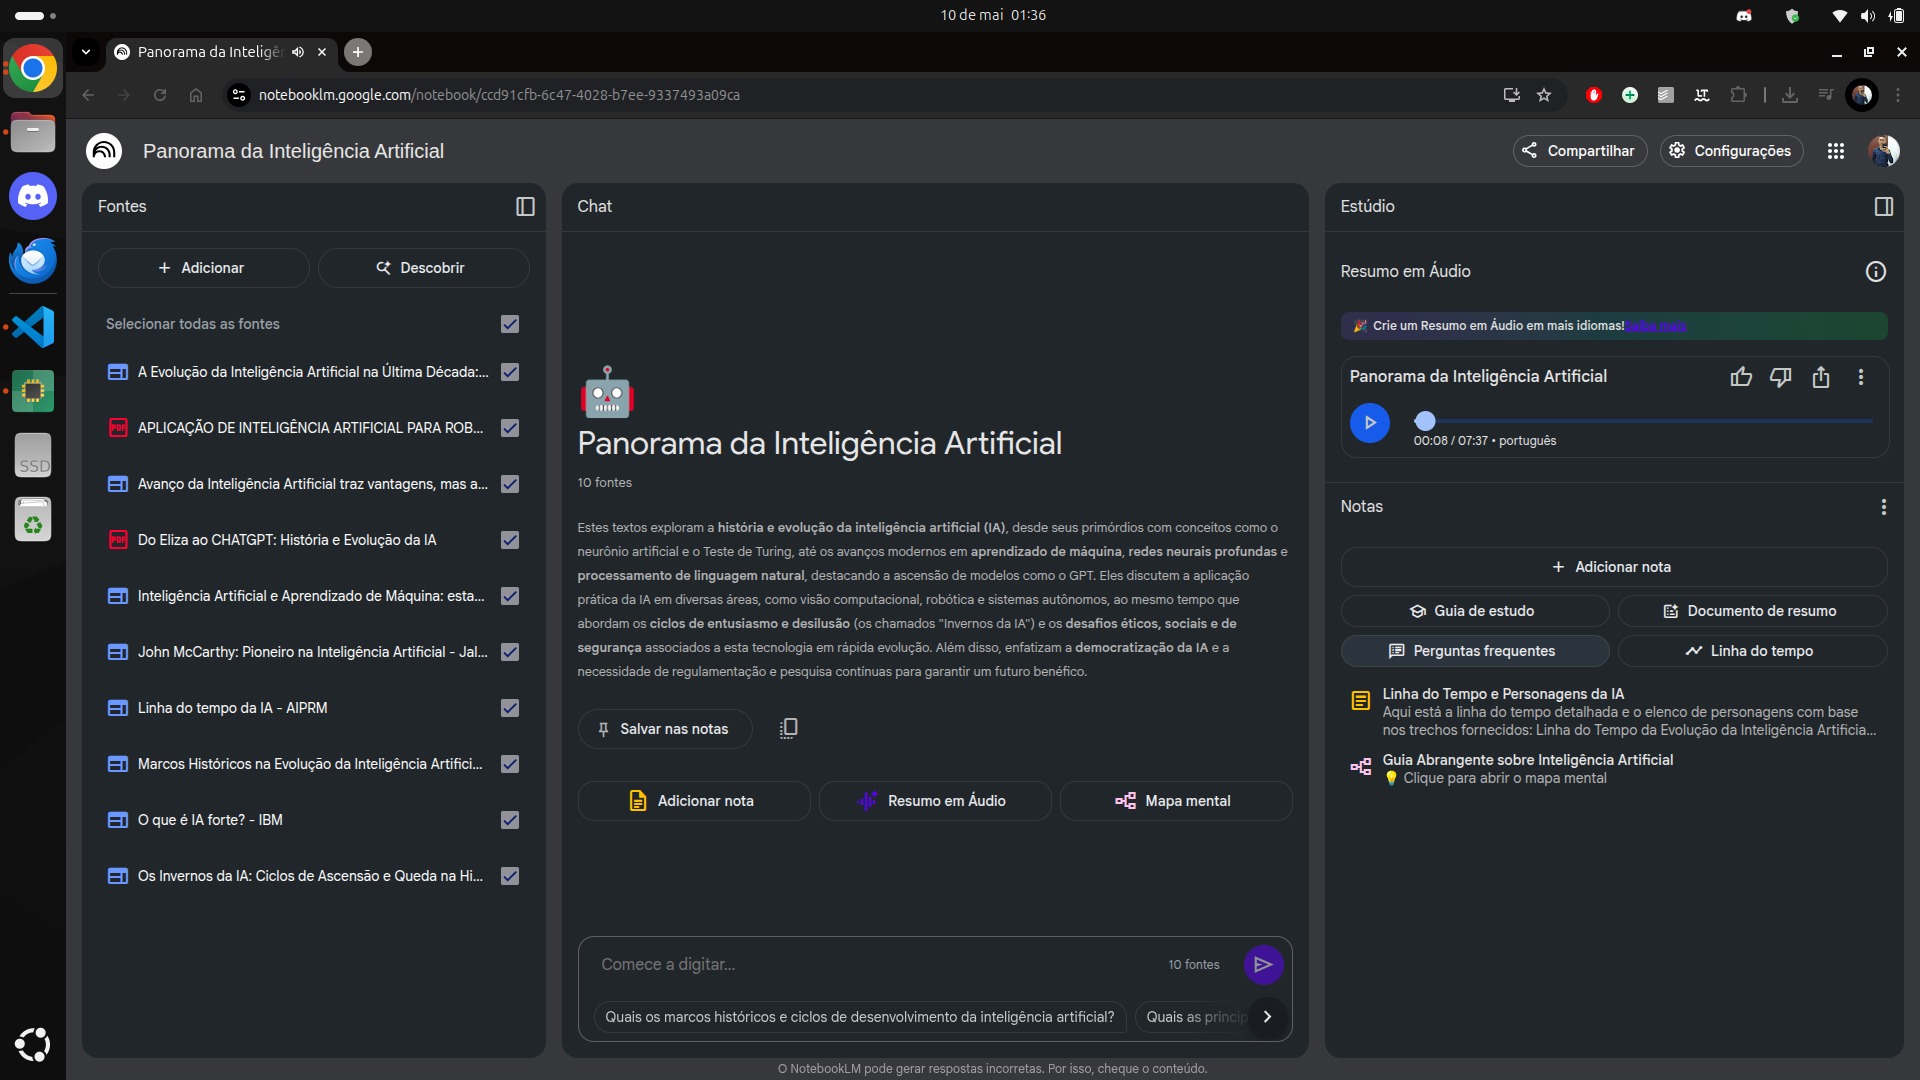 10 de mai 01:36
Panorama da Inteligên
notebooklm.google.com/notebook/ccd91cfb-6c47-4028-b7ee-9337493a09ca
Panorama da Inteligência Artificial
Compartilhar
Configurações
Fontes
Adicionar
Descobrir
Selecionar todas as fontes
A Evolução da Inteligência Artificial na Última Década:...
PDF
APLICAÇÃO DE INTELIGÊNCIA ARTIFICIAL PARA ROB...
Avanço da Inteligência Artificial traz vantagens, mas a...
PDF
Do Eliza ao CHATGPT: História e Evolução da IA
Inteligência Artificial e Aprendizado de Máquina: esta...
John McCarthy: Pioneiro na Inteligência Artificial - Jal...
Linha do tempo da IA - AIPRM
Marcos Históricos na Evolução da Inteligência Artifici...
O que é IA forte? - IBM
Os Invernos da IA: Ciclos de Ascensão e Queda na Hi...
SSD
Chat
Panorama da Inteligência Artificial
10 fontes
Estes textos exploram a história e evolução da inteligência artificial (IA), desde seus primórdios com conceitos como o
neurônio artificial e o Teste de Turing, até os avanços modernos em aprendizado de máquina, redes neurais profundas e
processamento de linguagem natural, destacando a ascensão de modelos como o GPT. Eles discutem a aplicação
prática da IA em diversas áreas, como visão computacional, robótica e sistemas autônomos, ao mesmo tempo que
abordam os ciclos de entusiasmo e desilusão (os chamados "Invernos da IA") e os desafios éticos, sociais e de
segurança associados a esta tecnologia em rápida evolução. Além disso, enfatizam a democratização da IA e a
necessidade de regulamentação e pesquisa contínuas para garantir um futuro benéfico.
Salvar nas notas
Adicionar nota
Resumo em Áudio
Mapa mental
Comece a digitar...
10 fontes
Quais os marcos históricos e ciclos de desenvolvimento da inteligência artificial?
Quais as princip
O NotebookLM pode gerar respostas incorretas. Por isso, cheque o conteúdo.
Estúdio
Resumo em Áudio
Crie um Resumo em Áudio em mais idiomas!Saiba mais
Panorama da Inteligência Artificial
00:08 / 07:37 • português
Notas
Adicionar nota
Guia de estudo
Documento de resumo
Perguntas frequentes
Linha do tempo
Linha do Tempo e Personagens da IA
Aqui está a linha do tempo detalhada e o elenco de personagens com base
nos trechos fornecidos: Linha do Tempo da Evolução da Inteligência Artificia...
Guia Abrangente sobre Inteligência Artificial
Clique para abrir o mapa mental